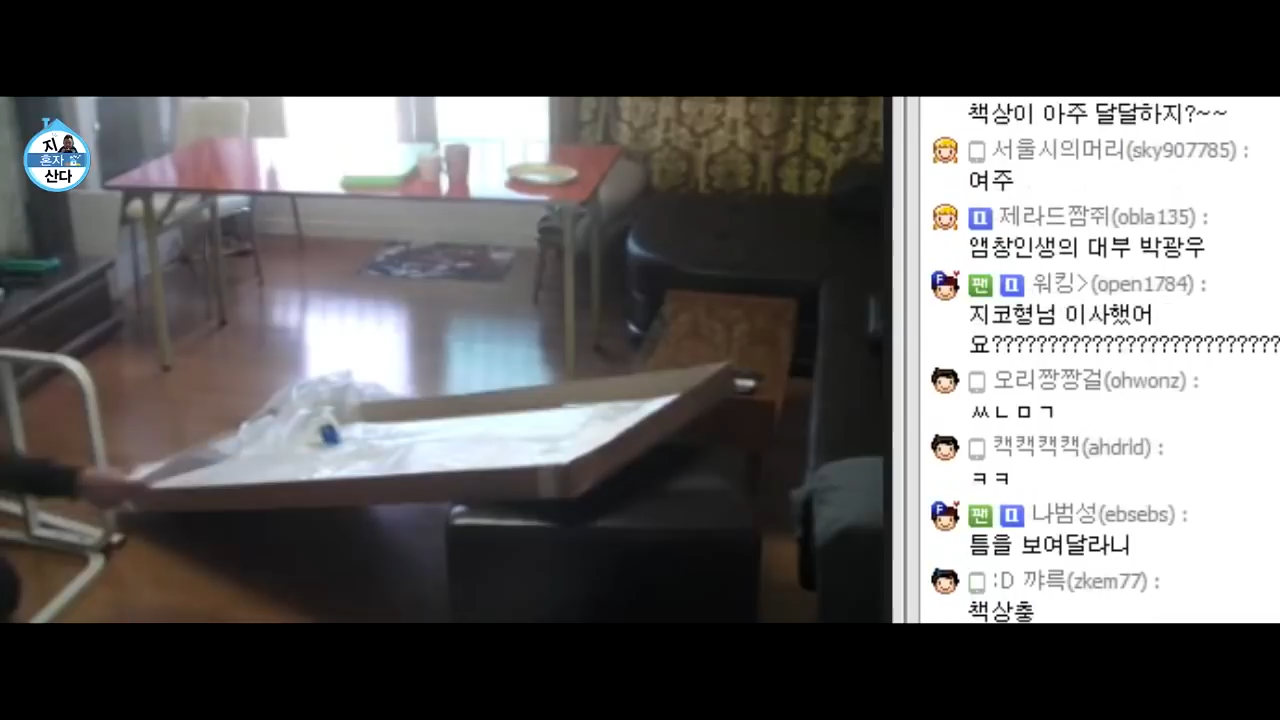 지
혼자
산다
책상이 아주 달달하지?~~
서울시의머리(sky907785) :
여주
제라드짬쥐(obla135) :
앰창인생의 대부 박광우
팬 워킹>(open1784) :
지코형님 이사했어
요??????????????????????????
오리짱짱걸(ohwonz) :
ㅆㄴㅁㄱ
캑캑캑캑(ahdrld) :
ㅋㅋ
팬 나범성(ebsebs) :
틈을 보여달라니
:D 꺄륵(zkem77) :
책상충